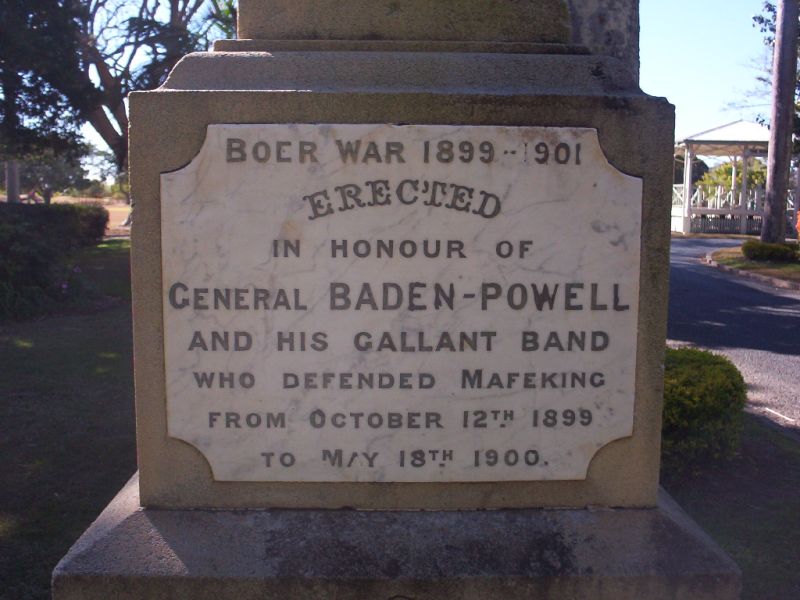 BOER WAR 1899-1901
ERECTED
IN HONOUR OF
GENERAL BADEN-POWELL
AND HIS GALLANT BAND
WHO DEFENDED MAFEKING
FROM OCTOBER 12TH. 1899
TO MAY 18TH. 1900.